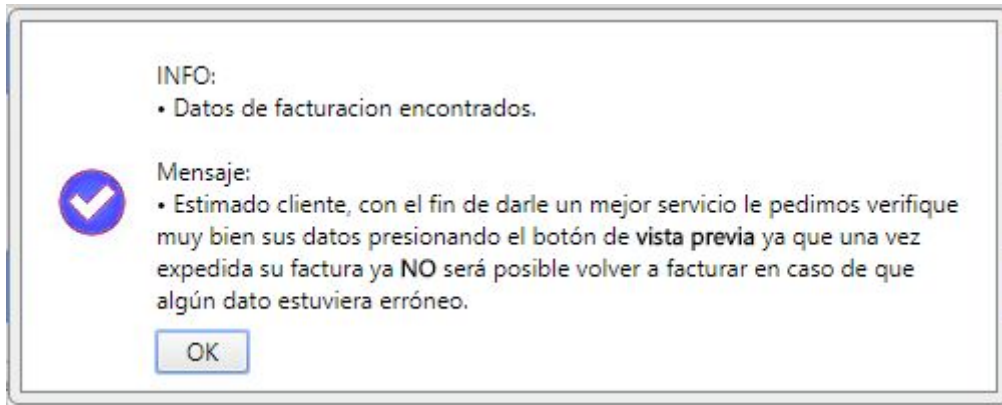 INFO:
• Datos de facturacion encontrados.
Mensaje:
• Estimado cliente, con el fin de darle un mejor servicio le pedimos verifique
muy bien sus datos presionando el botón de vista previa ya que una vez
expedida su factura ya NO será posible volver a facturar en caso de que
algún dato estuviera erróneo.
OK